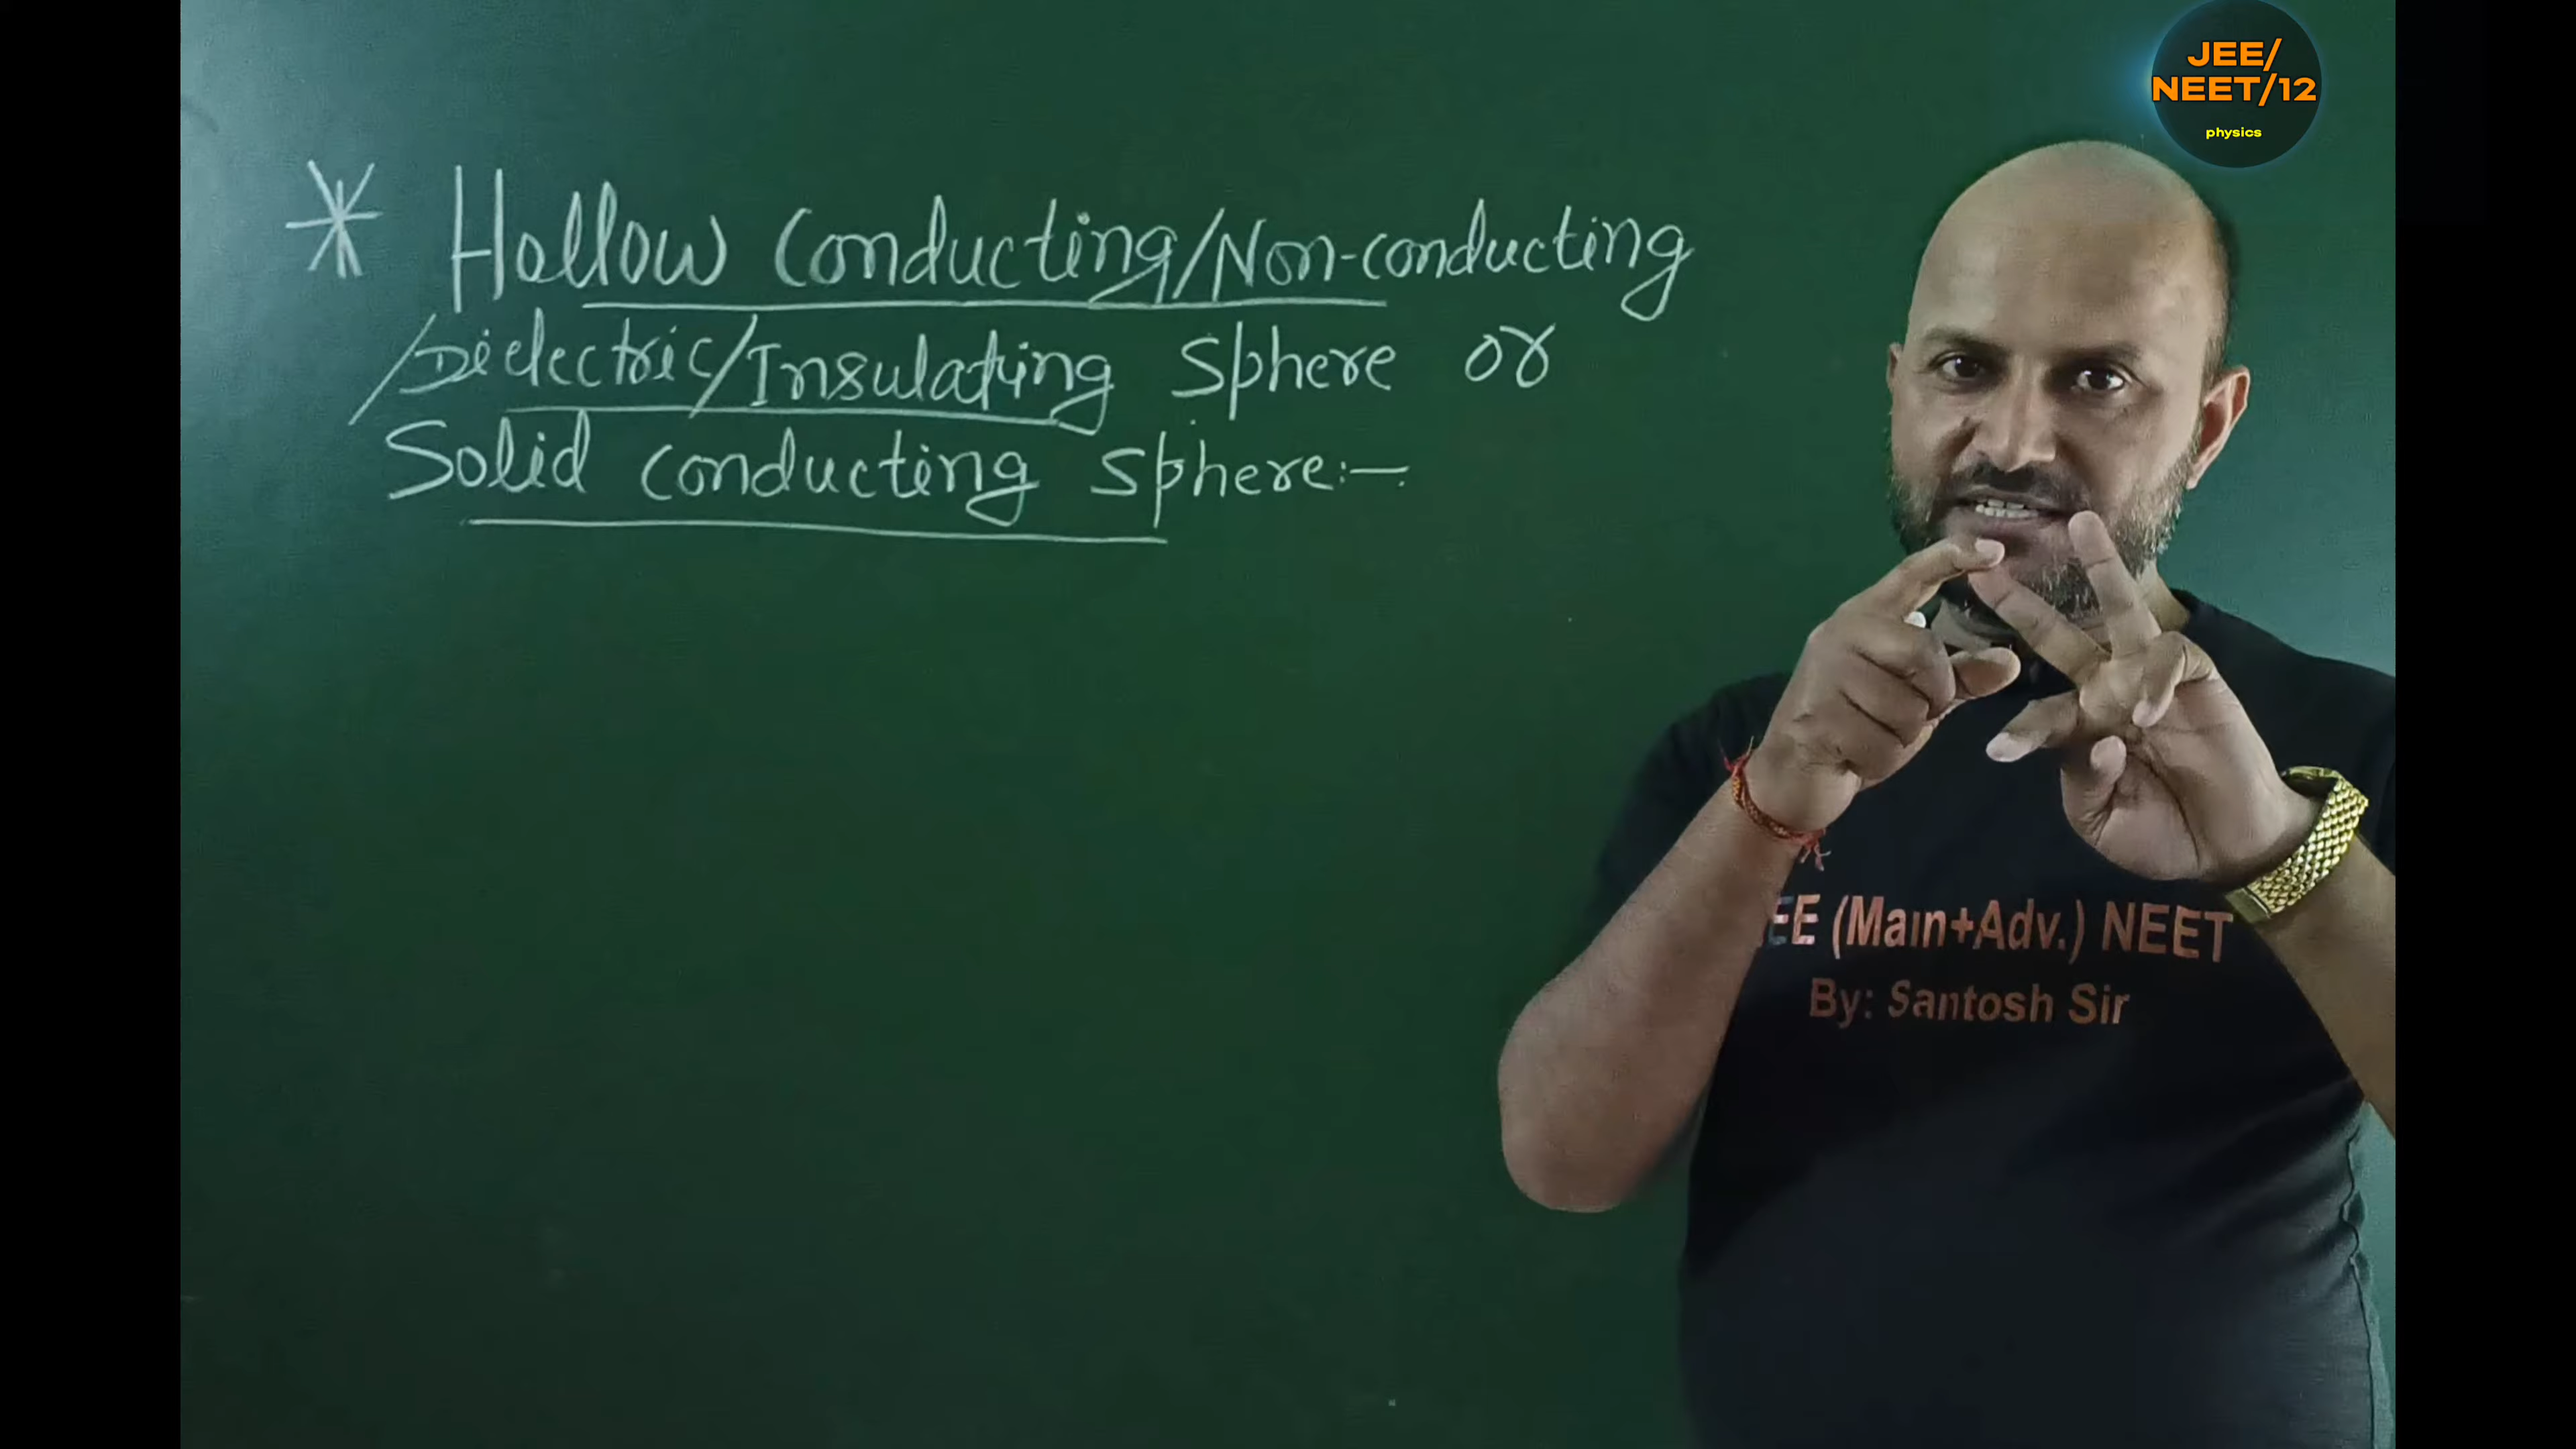 JEE/
NEET/12
physics
* Hollow Conducting/Non-conducting
/Dielectric/Insulating Sphere or
Solid conducting sphere:-
EE (Main+Adv.) NEET
By: Santosh Sir